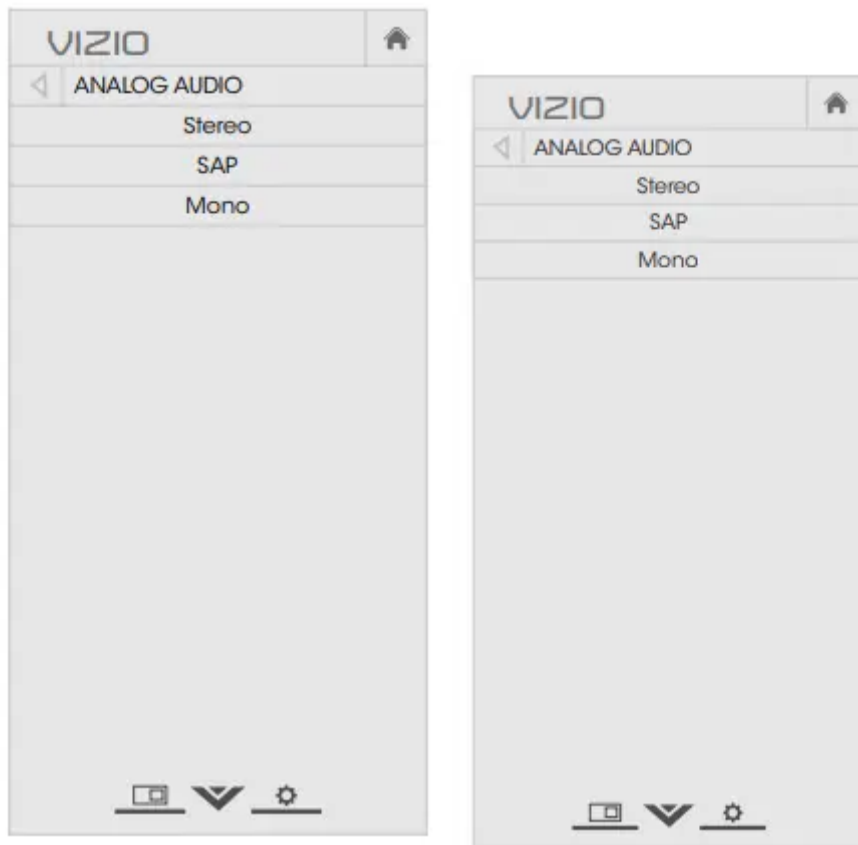 VIZIO
ANALOG AUDIO
Stereo
SAP
Mono
VIZIO
ANALOG AUDIO
Stereo
SAP
Mono